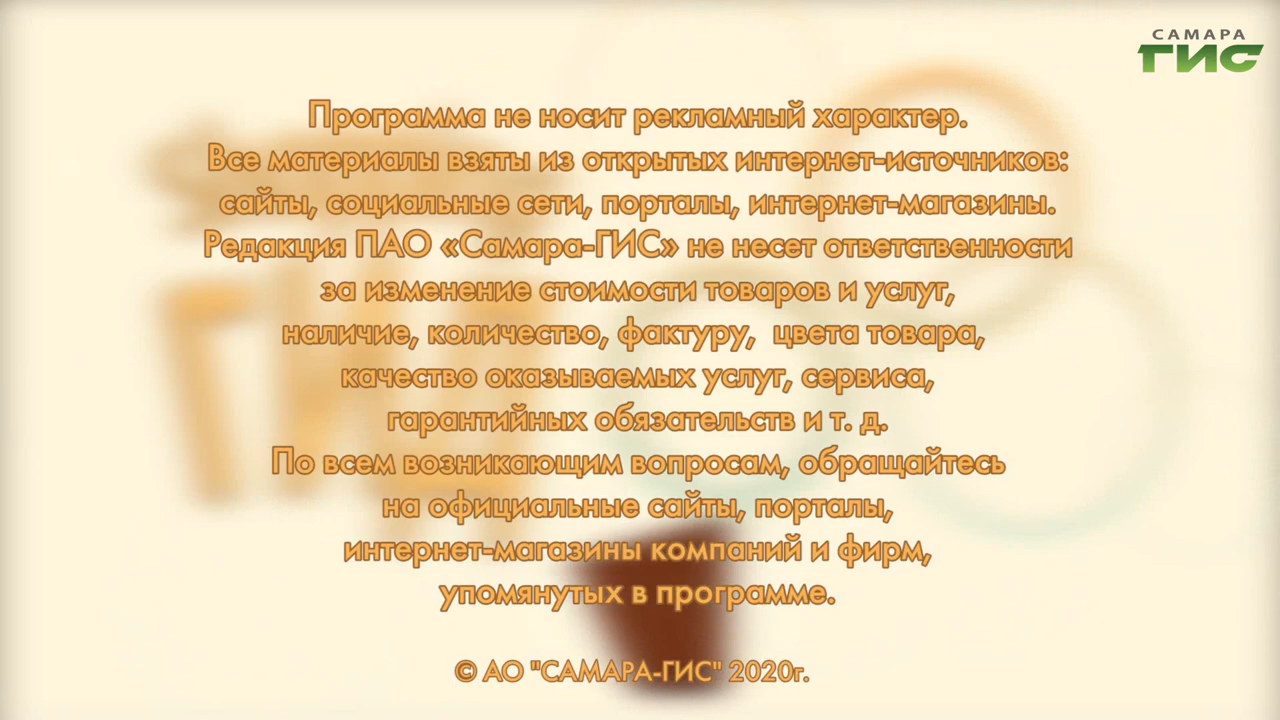 САМАРА
ГИС
Программа не носит рекламный характер.
Все материалы взяты из открытых интернет-источников:
сайты, социальные сети, порталы, интернет-магазины.
Редакция ПАО «Самара-ГИС» не несет ответственности
за изменение стоимости товаров и услуг,
наличие, количество, фактуру, цвета товара,
качество оказываемых услуг, сервиса,
гарантийных обязательств и т. д.
По всем возникающим вопросам, обращайтесь
на официальные сайты, порталы,
интернет-магазины компаний и фирм,
упомянутых в программе.
© АО "САМАРА-ГИС" 2020г.